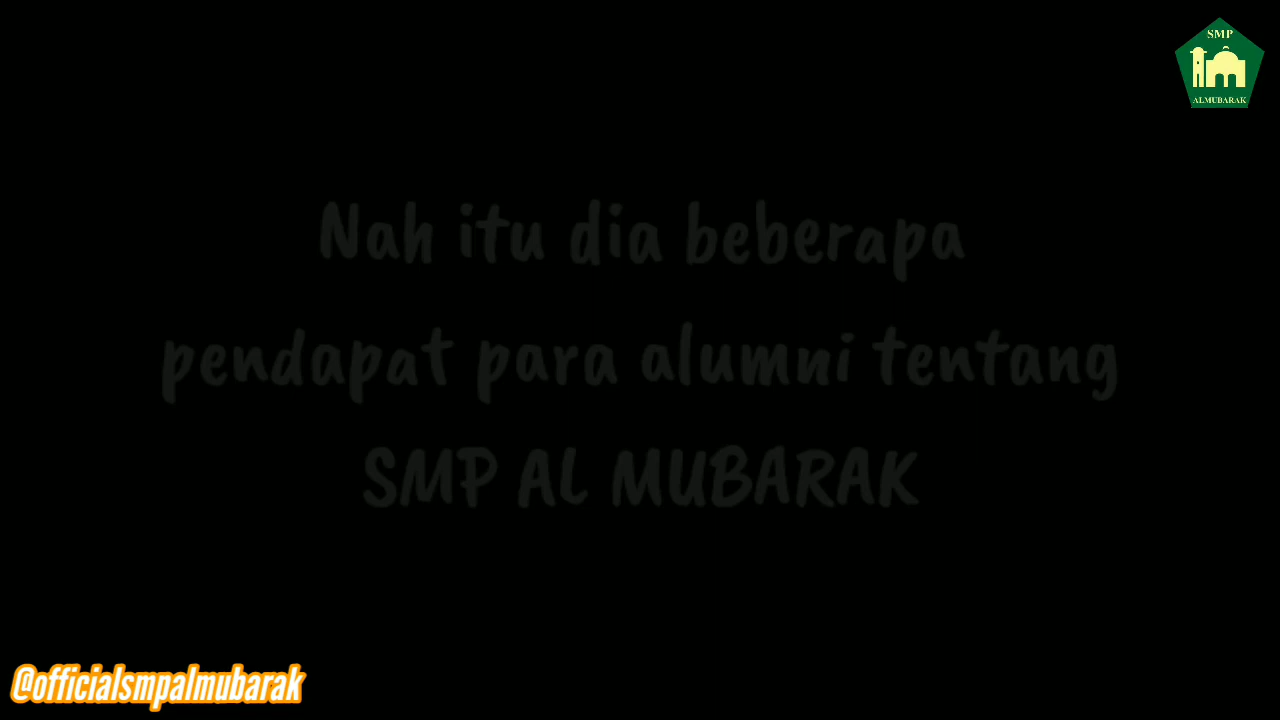 SMP
ALMUBARAK
Nah itu dia beberapa
pendapat para alumni tentang
SMP AL MUBARAK
@officialsmpalmubarak